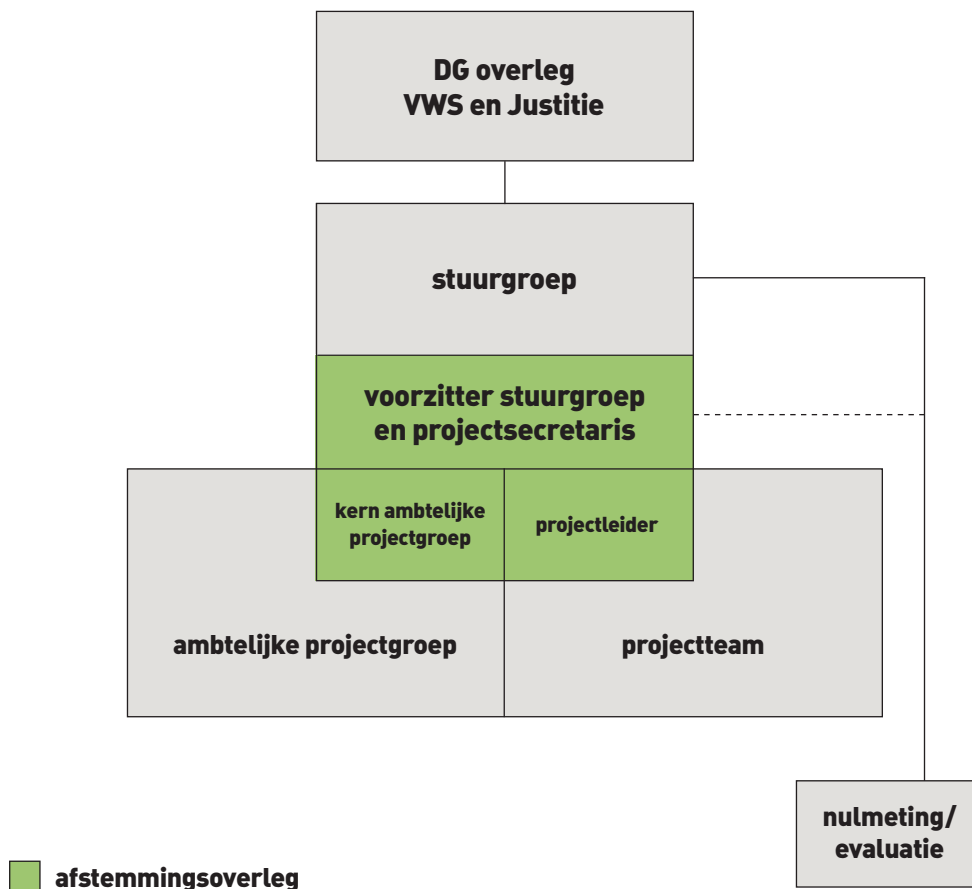 DG overleg
VWS en Justitie
stuurgroep
voorzitter stuurgroep
en projectsecretaris
kern ambtelijke
projectgroep
projectleider
ambtelijke projectgroep
projectteam
nulmeting/
evaluatie
afstemmingsoverleg